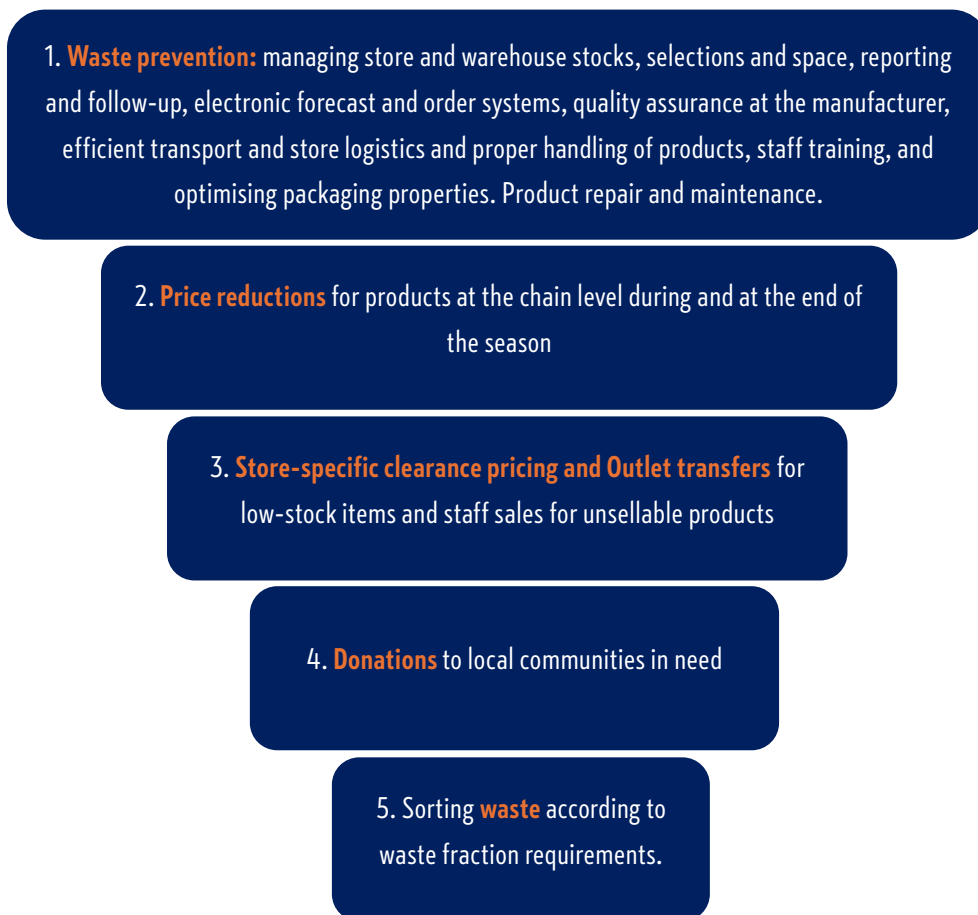 1. Waste prevention: managing store and warehouse stocks, selections and space, reporting
and follow-up, electronic forecast and order systems, quality assurance at the manufacturer,
efficient transport and store logistics and proper handling of products, staff training, and
optimising packaging properties. Product repair and maintenance.
2. Price reductions for products at the chain level during and at the end of
the season
3. Store-specific clearance pricing and Outlet transfers for
low-stock items and staff sales for unsellable products
4. Donations to local communities in need
5. Sorting waste according to
waste fraction requirements.